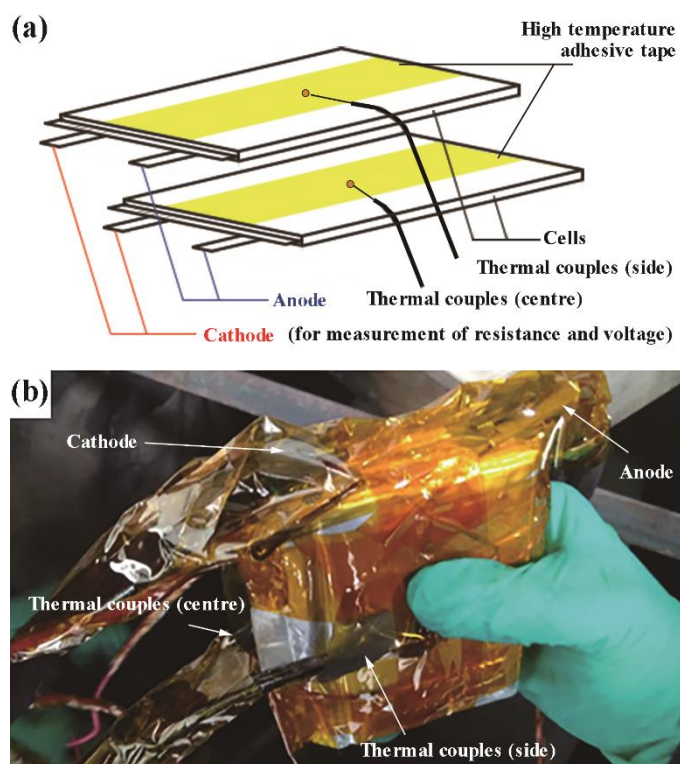 (a)
High temperature
adhesive tape
Cells
Thermal couples (side)
Anode
Thermal couples (centre)
Cathode (for measurement of resistance and voltage)
(b)
Cathode
Anode
Thermal couples (centre)
Thermal couples (side)